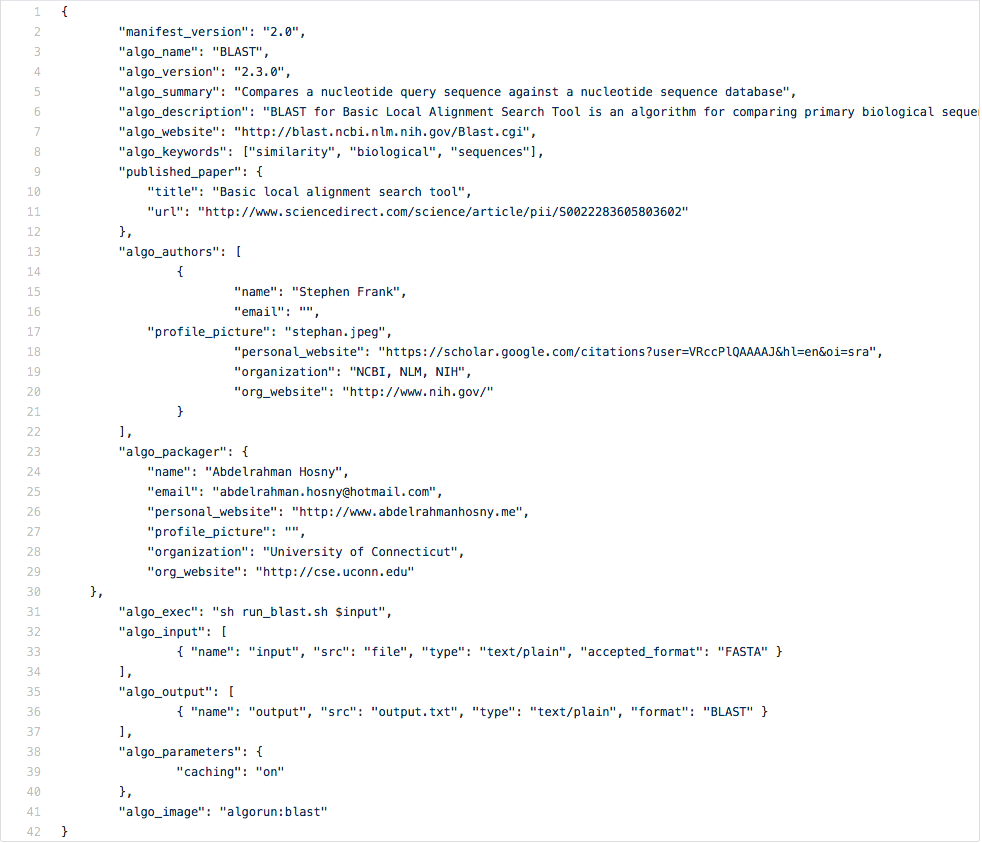 1 {
2 "manifest_version": "2.0",
3 "algo_name": "BLAST",
4 "algo_version": "2.3.0",
5 "algo_summary": "Compares a nucleotide query sequence against a nucleotide sequence database",
6 "algo_description": "BLAST for Basic Local Alignment Search Tool is an algorithm for comparing primary biological seque
7 "algo_website": "http://blast.ncbi.nlm.nih.gov/Blast.cgi",
8 "algo_keywords": ["similarity", "biological", "sequences"],
9 "published_paper": {
10 "title": "Basic local alignment search tool",
11 "url": "http://www.sciencedirect.com/science/article/pii/S0022283605803602"
12 },
13 "algo_authors": [
14 {
15 "name": "Stephen Frank",
16 "email": "",
17 "profile_picture": "stephan.jpeg",
18 "personal_website": "https://scholar.google.com/citations?user=VRccPlQAAAAJ&hl=en&oi=sra",
19 "organization": "NCBI, NLM, NIH",
20 "org_website": "http://www.nih.gov/"
21 }
22 ],
23 "algo_packager": {
24 "name": "Abdelrahman Hosny",
25 "email": "abdelrahman.hosny@hotmail.com",
26 "personal_website": "http://www.abdelrahmanhosny.me",
27 "profile_picture": "",
28 "organization": "University of Connecticut",
29 "org_website": "http://cse.uconn.edu"
30 },
31 "algo_exec": "sh run_blast.sh $input",
32 "algo_input": [
33 { "name": "input", "src": "file", "type": "text/plain", "accepted_format": "FASTA" }
34 ],
35 "algo_output": [
36 { "name": "output", "src": "output.txt", "type": "text/plain", "format": "BLAST" }
37 ],
38 "algo_parameters": {
39 "caching": "on"
40 },
41 "algo_image": "algorun:blast"
42 }